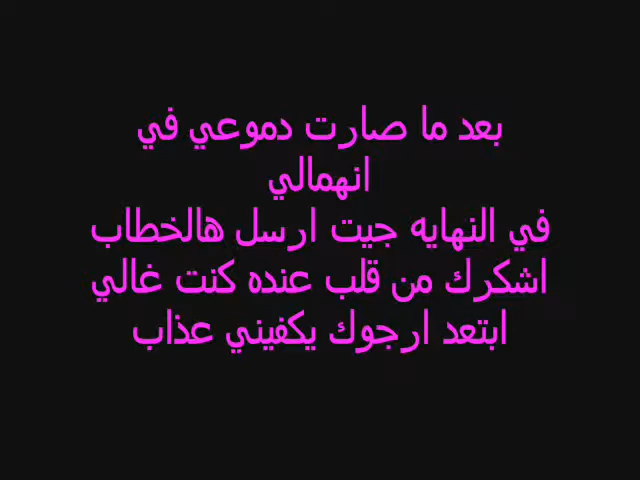 بعد ما صارت دموعي في
انهمالي
في النهايه جيت ارسل هالخطاب
اشكرك من قلب عنده كنت غالي
ابتعد ارجوك يكفيني عذاب